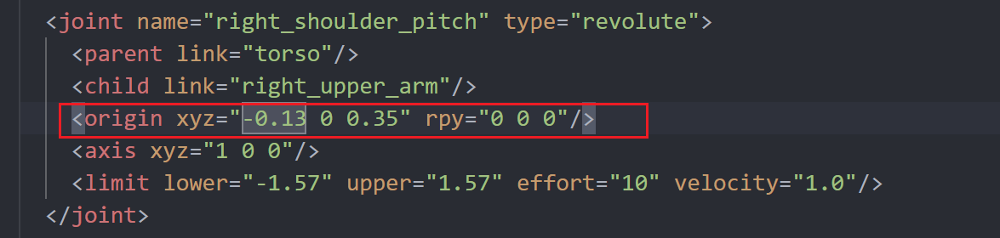 <joint name="right_shoulder_pitch" type="revolute">
<parent link="torso"/>
<child link="right_upper_arm"/>
<origin xyz="-0.13 0 0.35" rpy="0 0 0"/>
<axis xyz="1 0 0"/>
<limit lower="-1.57" upper="1.57" effort="10" velocity="1.0"/>
</joint>